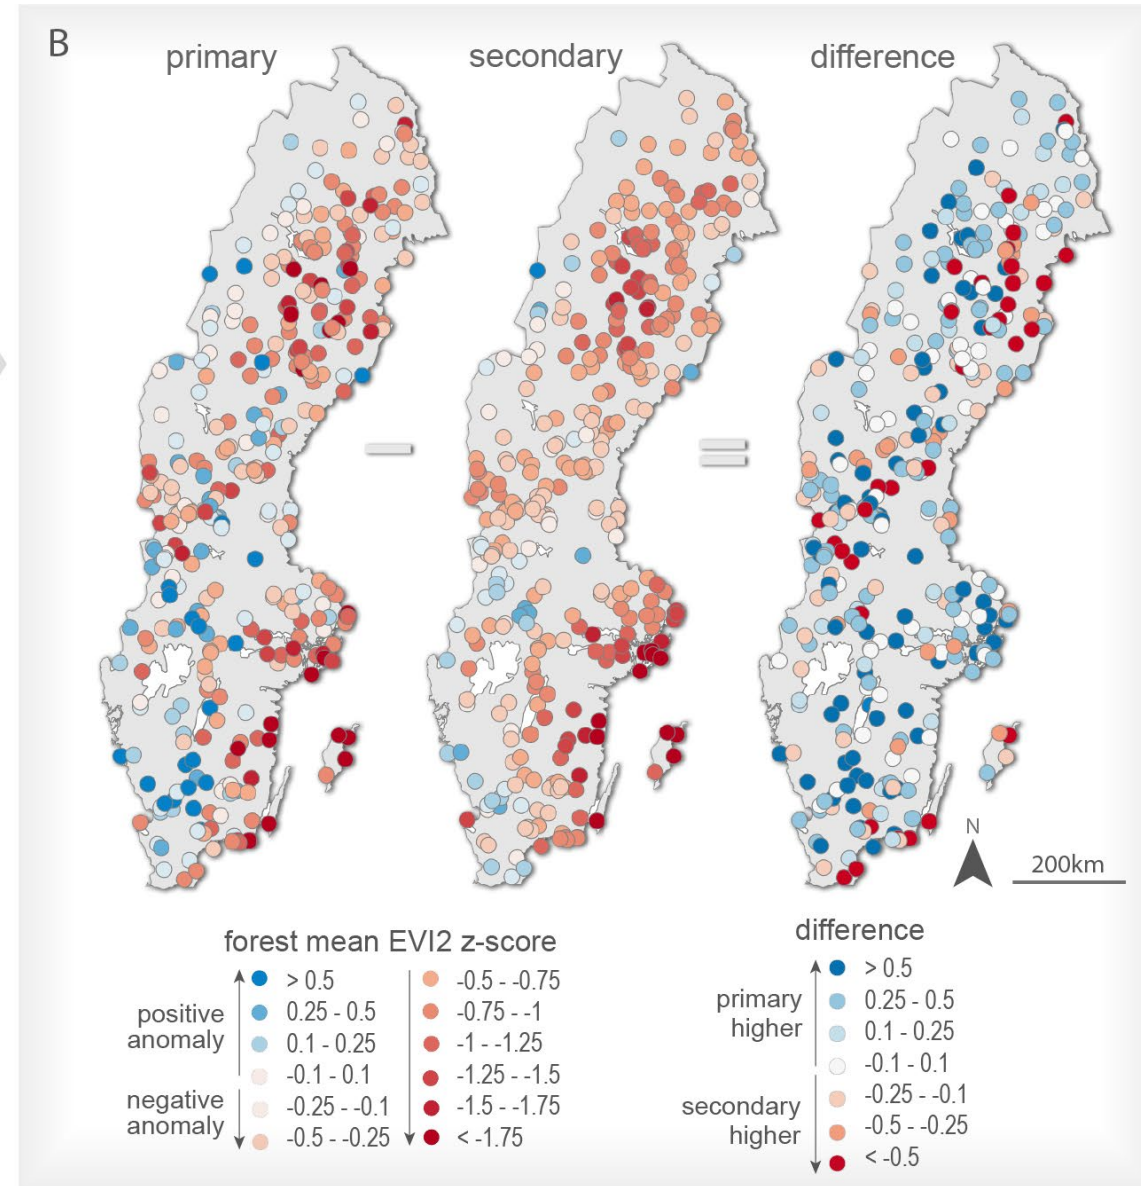 B
primary
secondary
difference
N
200km
forest mean EVI2 z-score
positive
anomaly
negative
anomaly
> 0.5
0.25 - 0.5
0.1 - 0.25
-0.1 - 0.1
-0.25 - -0.1
-0.5 - -0.25
-0.5 - -0.75
-0.75 - -1
-1 - -1.25
-1.25 - -1.5
-1.5 - -1.75
< -1.75
difference
primary
higher
secondary
higher
> 0.5
0.25 - 0.5
0.1 - 0.25
-0.1 - 0.1
-0.25 - -0.1
-0.5 - -0.25
< -0.5